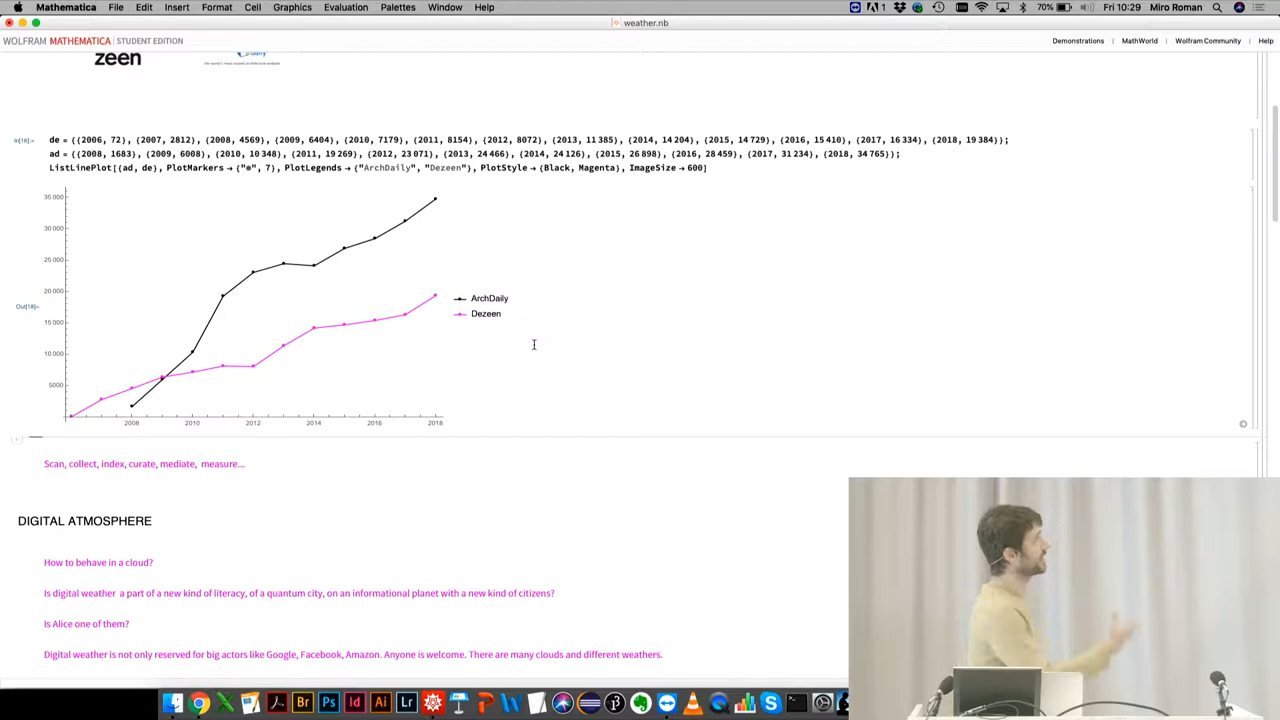 Mathematica File Edit Insert Format Cell Graphics Evaluation Palettes Window Help 1 70% Fri 10:29 Miro Roman
weather.nb
WOLFRAM MATHEMATICA STUDENT EDITION Demonstrations MathWorld Wolfram Community Help
zeen
In[18]:=
de = {{2006, 72}, {2007, 2812}, {2008, 4569}, {2009, 6404}, {2010, 7179}, {2011, 8154}, {2012, 8072}, {2013, 11 385}, {2014, 14 204}, {2015, 14 729}, {2016, 15 410}, {2017, 16 334}, {2018, 19 384}};
ad = {{2008, 1683}, {2009, 6008}, {2010, 10 348}, {2011, 19 269}, {2012, 23 071}, {2013, 24 466}, {2014, 24 126}, {2015, 26 898}, {2016, 28 459}, {2017, 31 234}, {2018, 34 765}};
ListLinePlot[{ad, de}, PlotMarkers → {"●", 7}, PlotLegends → {"ArchDaily", "Dezeen"}, PlotStyle → {Black, Magenta}, ImageSize → 600]
35 000
30 000
25 000
20 000
15 000
10 000
5000
Out[18]=
2008 2010 2012 2014 2016 2018
ArchDaily
Dezeen
Scan, collect, index, curate, mediate, measure...
DIGITAL ATMOSPHERE
How to behave in a cloud?
Is digital weather a part of a new kind of literacy, of a quantum city, on an informational planet with a new kind of citizens?
Is Alice one of them?
Digital weather is not only reserved for big actors like Google, Facebook, Amazon. Anyone is welcome. There are many clouds and different weathers.
Br Ps Id Ai Lr